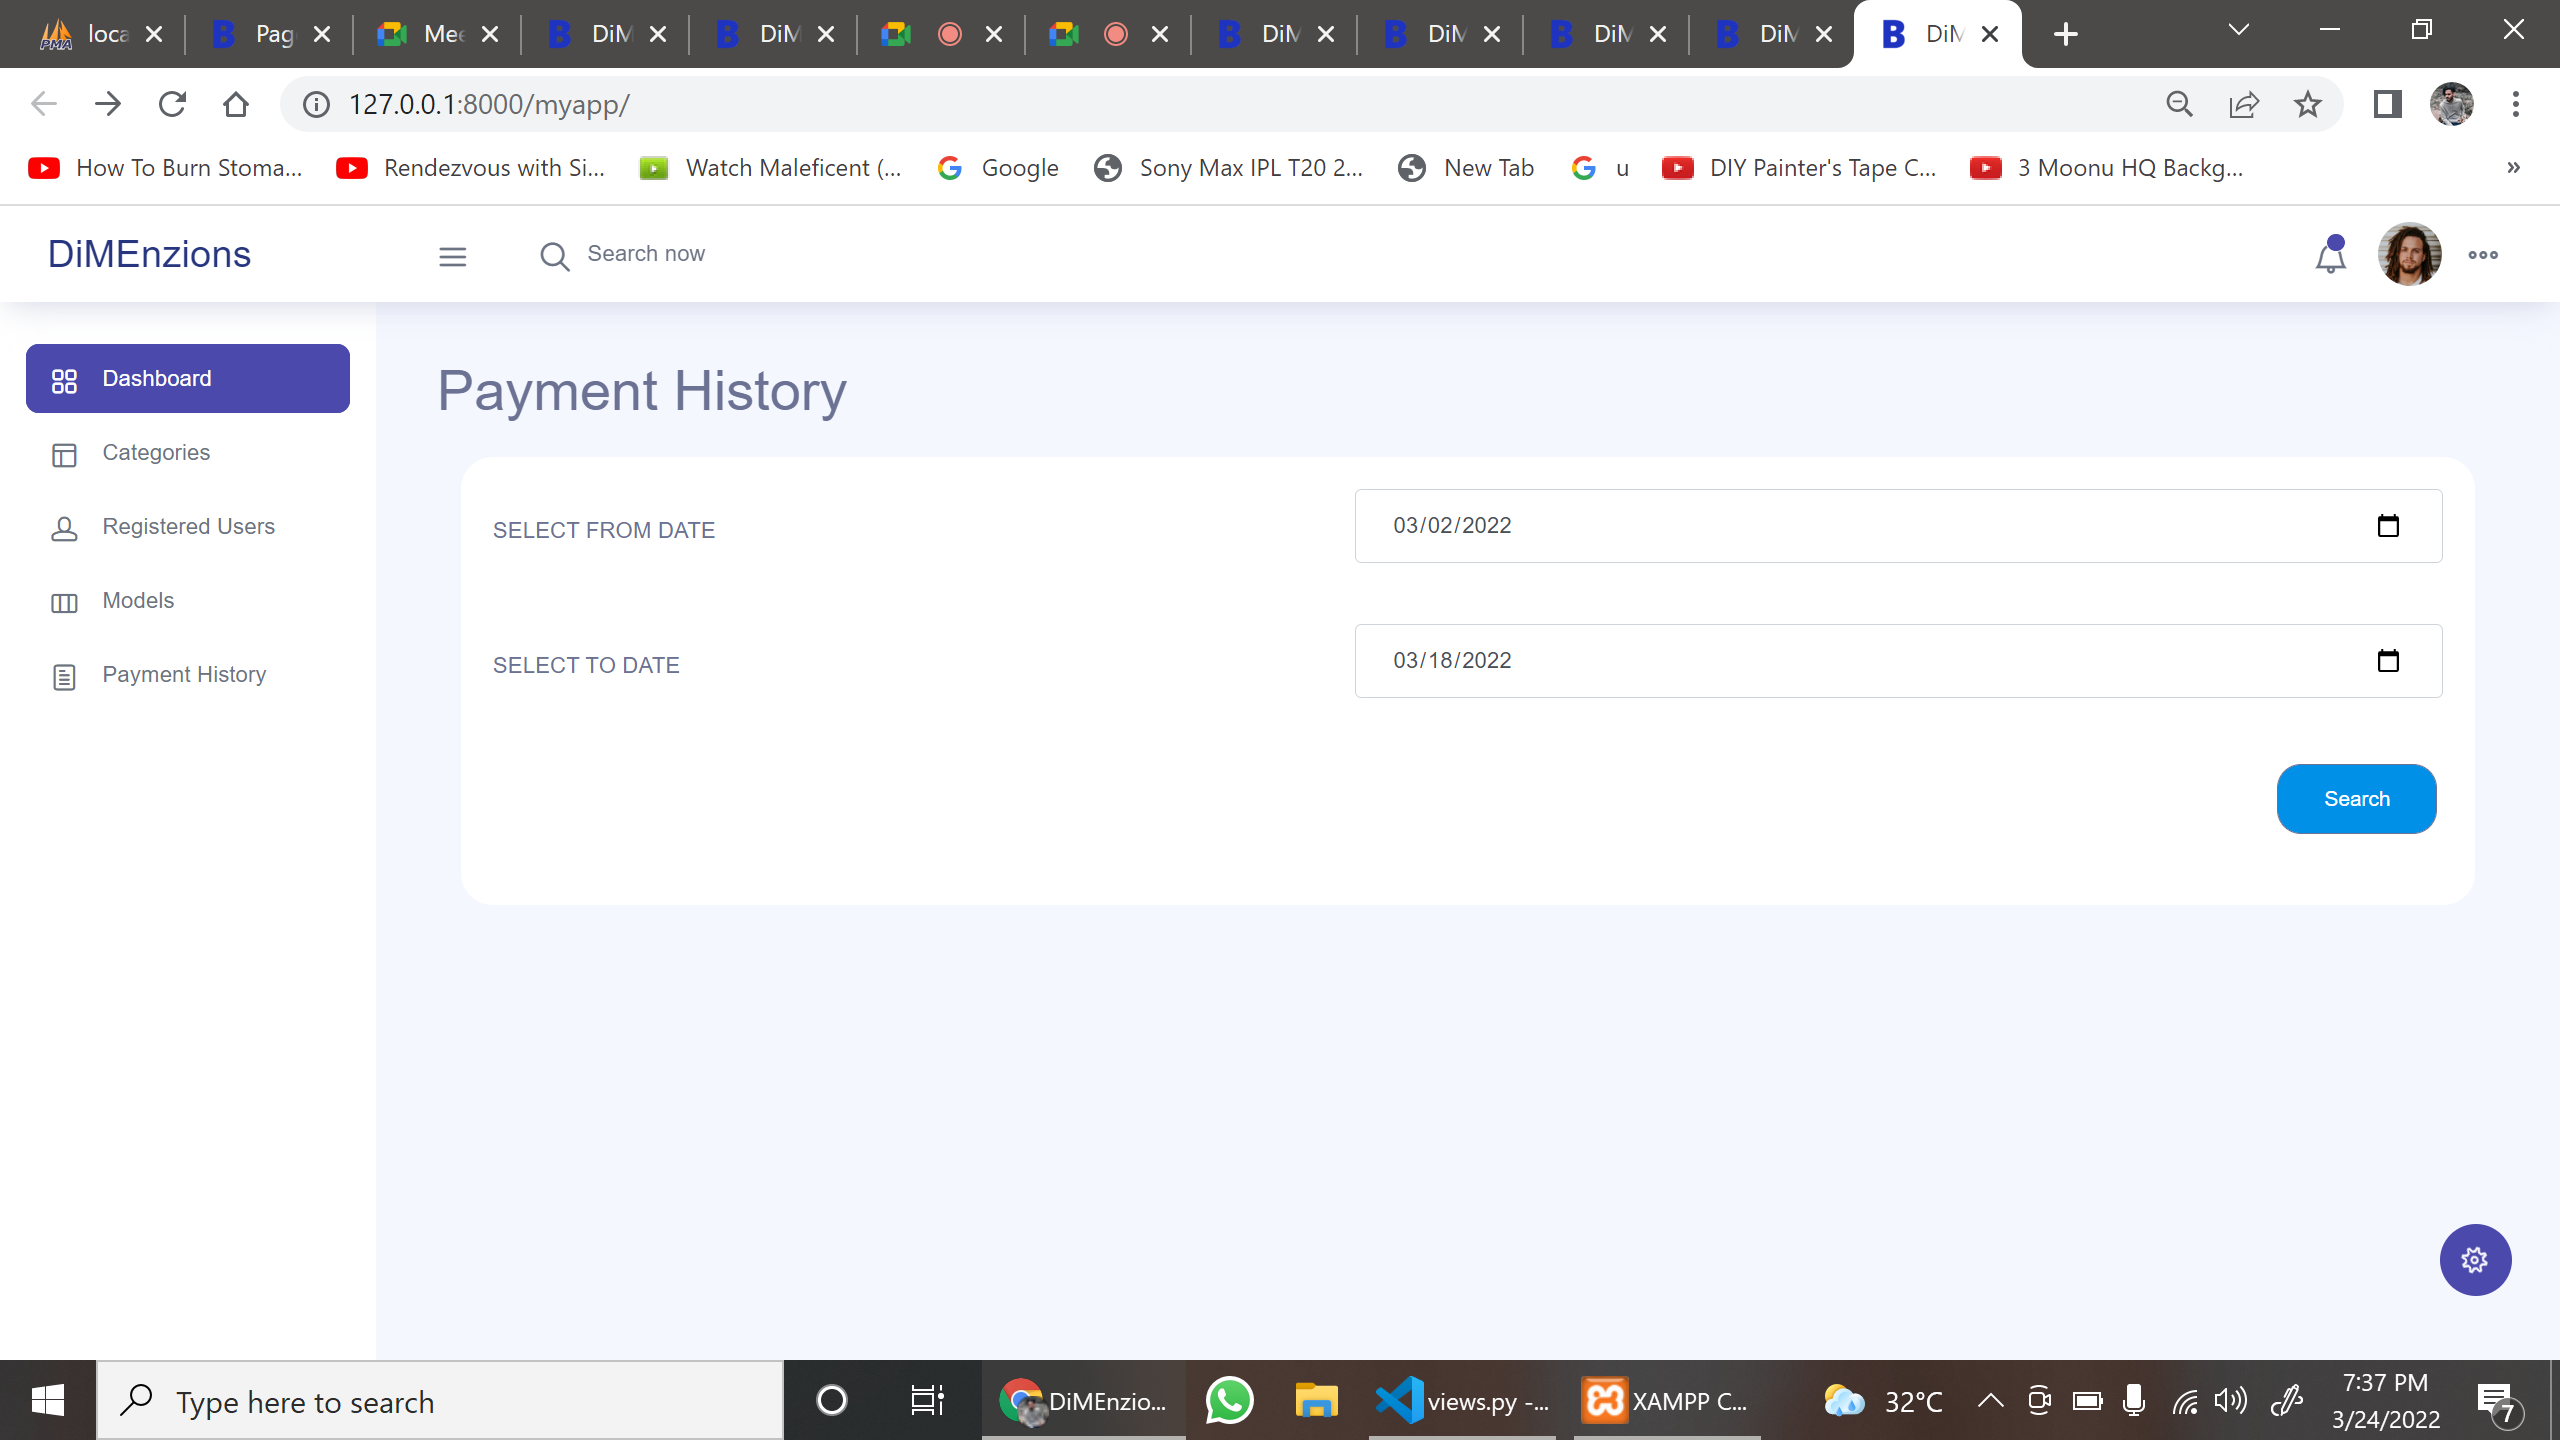 loca
Pag
Mee
DiM
DiM
DiM
DiM
DiM
DiM
DiM
127.0.0.1:8000/myapp/
How To Burn Stoma...
Rendezvous with Si...
Watch Maleficent (...
Google
Sony Max IPL T20 2...
New Tab
u
DIY Painter's Tape C...
3 Moonu HQ Backg...
»
DiMEnzions
Search now
Dashboard
Categories
Registered Users
Models
Payment History
Payment History
SELECT FROM DATE
03/02/2022
SELECT TO DATE
03/18/2022
Search
Type here to search
DiMEnzio...
views.py -...
XAMPP C...
32°C
7:37 PM
3/24/2022
7